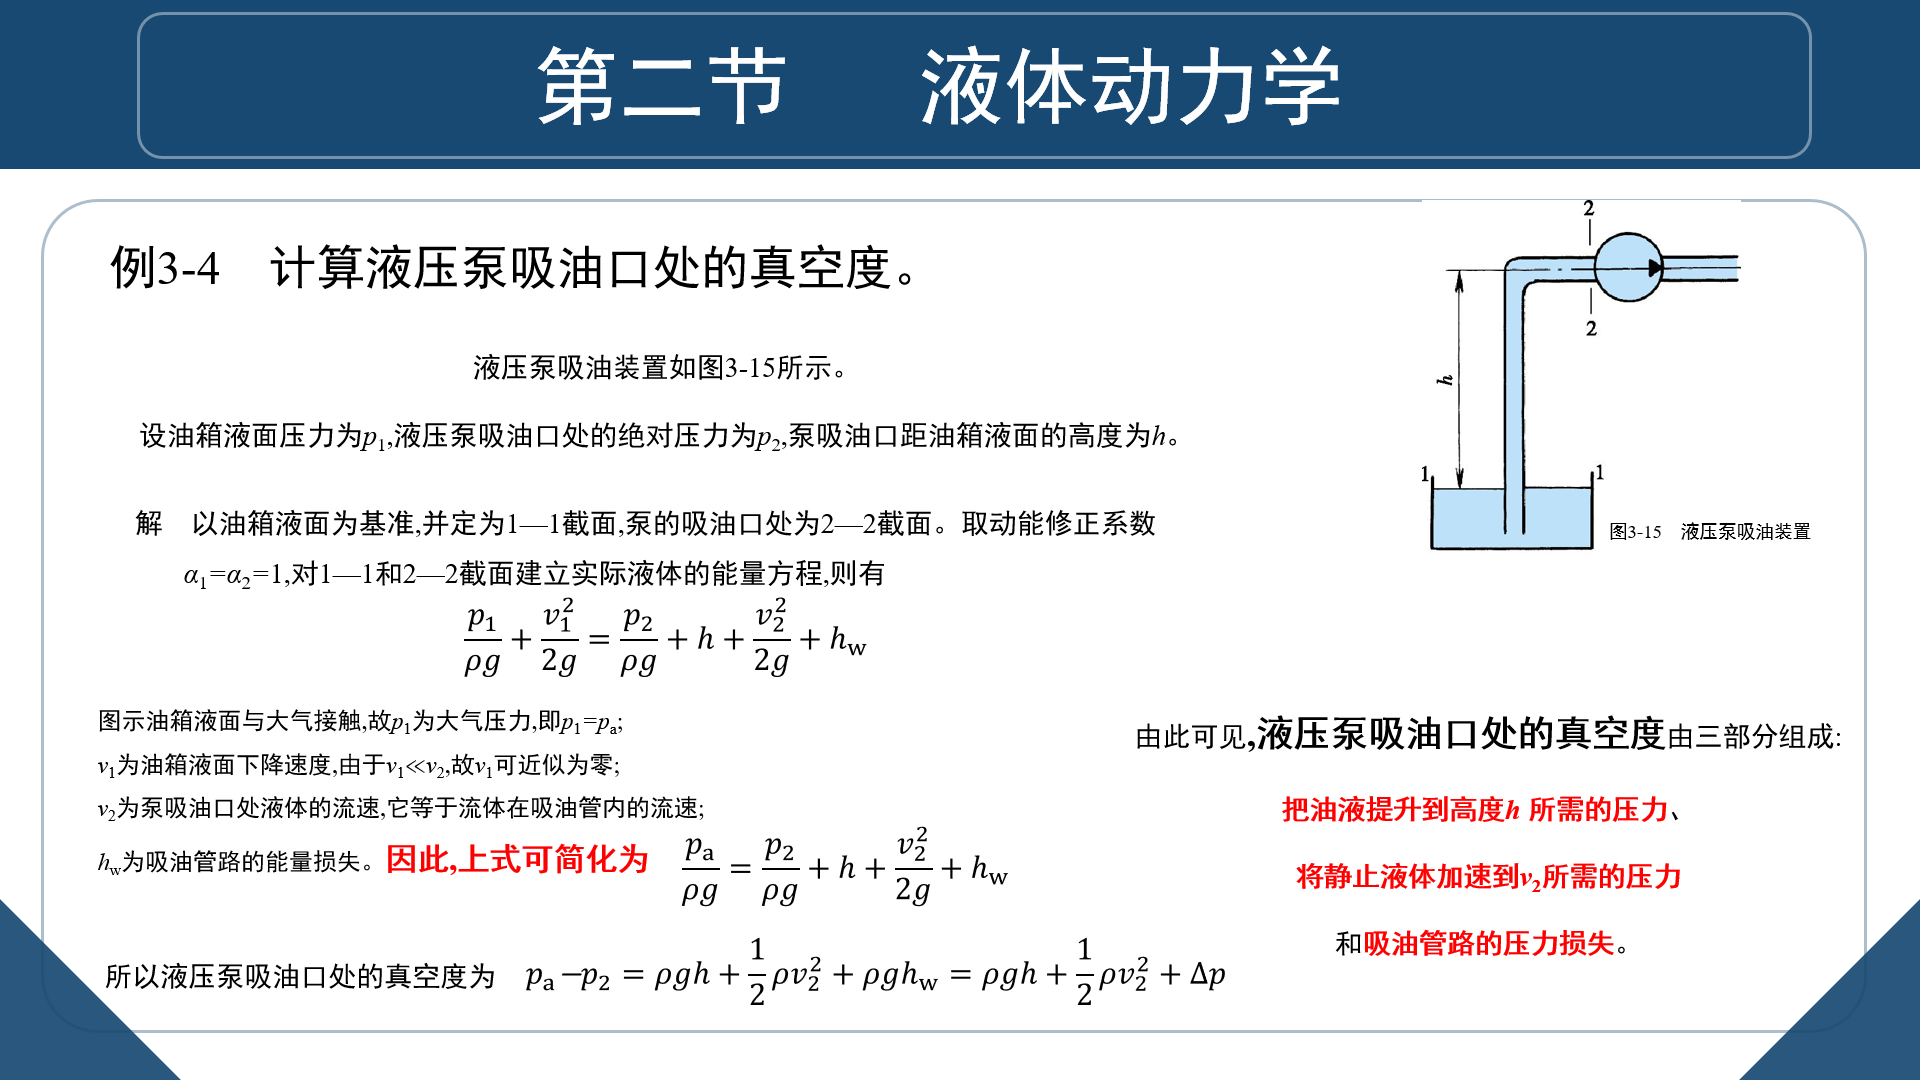 第二节 液体动力学
例3-4 计算液压泵吸油口处的真空度。
液压泵吸油装置如图3-15所示。
设油箱液面压力为p₁,液压泵吸油口处的绝对压力为p₂,泵吸油口距油箱液面的高度为h。
解 以油箱液面为基准,并定为1—1截面,泵的吸油口处为2—2截面。取动能修正系数
α₁=α₂=1,对1—1和2—2截面建立实际液体的能量方程,则有
p₁/ρg + v₁²/2g = p₂/ρg + h + v₂²/2g + h_w
图示油箱液面与大气接触,故p₁为大气压力,即p₁=pₐ;
v₁为油箱液面下降速度,由于v₁≪v₂,故v₁可近似为零;
v₂为泵吸油口处液体的流速,它等于流体在吸油管内的流速;
h_w为吸油管路的能量损失。因此,上式可简化为 pₐ/ρg = p₂/ρg + h + v₂²/2g + h_w
所以液压泵吸油口处的真空度为 pₐ−p₂ = ρgh + 1/2 ρv₂² + ρgh_w = ρgh + 1/2 ρv₂² + Δp
2
2
h
1
1
图3-15 液压泵吸油装置
由此可见,液压泵吸油口处的真空度由三部分组成:
把油液提升到高度h 所需的压力、
将静止液体加速到v₂所需的压力
和吸油管路的压力损失。